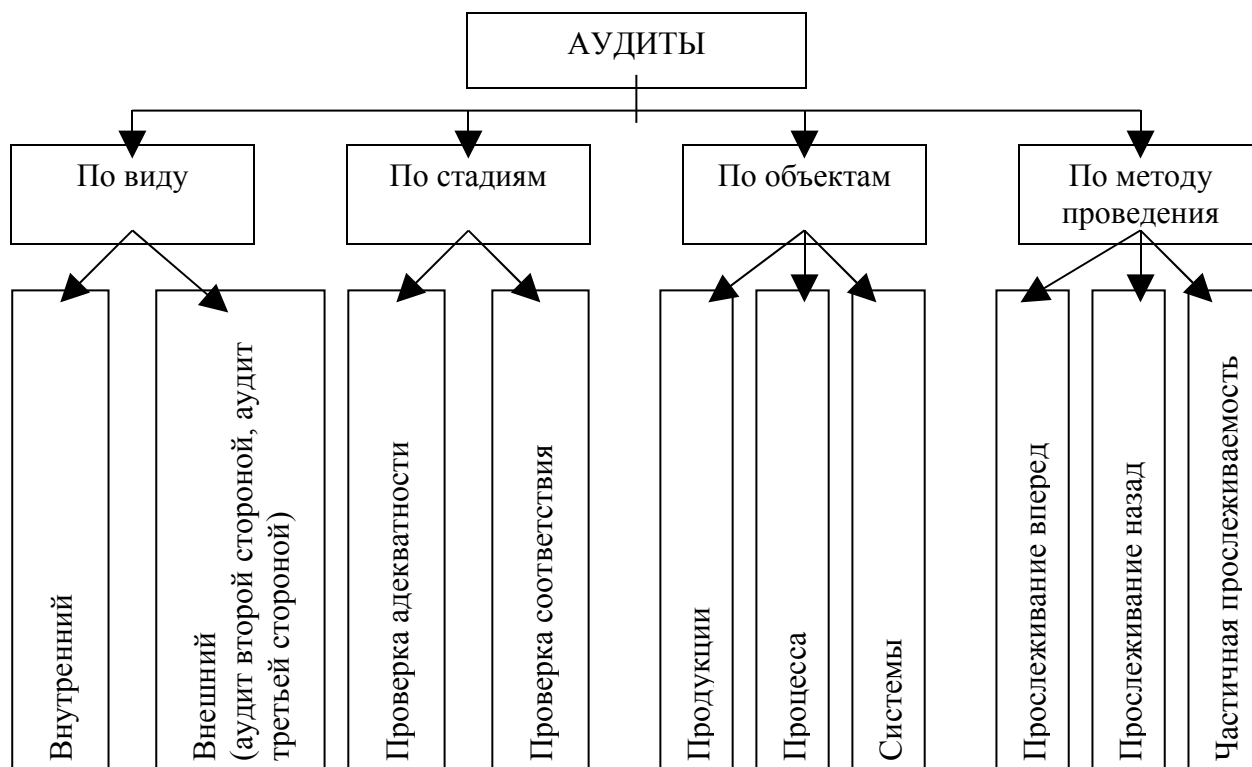 АУДИТЫ
По виду
По стадиям
По объектам
По методу
проведения
Внутренний
Внешний
(аудит второй стороной, аудит
третьей стороной)
Проверка адекватности
Проверка соответствия
Продукции
Процесса
Системы
Прослеживание вперед
Прослеживание назад
Частичная прослеживаемость